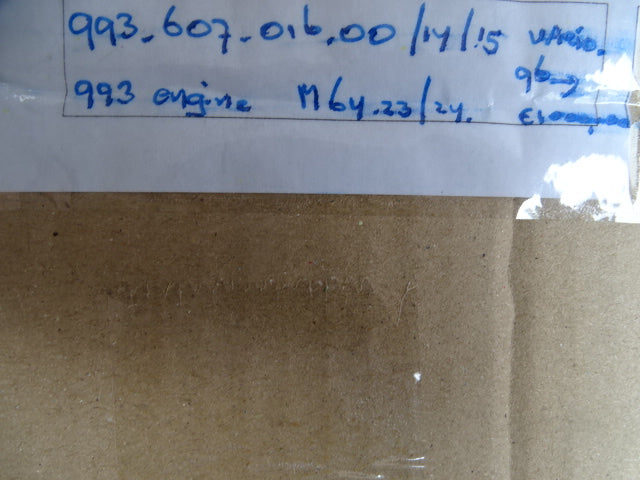 993.607.016.00/14/15 vario.
96→
993 engine M64.23/24.